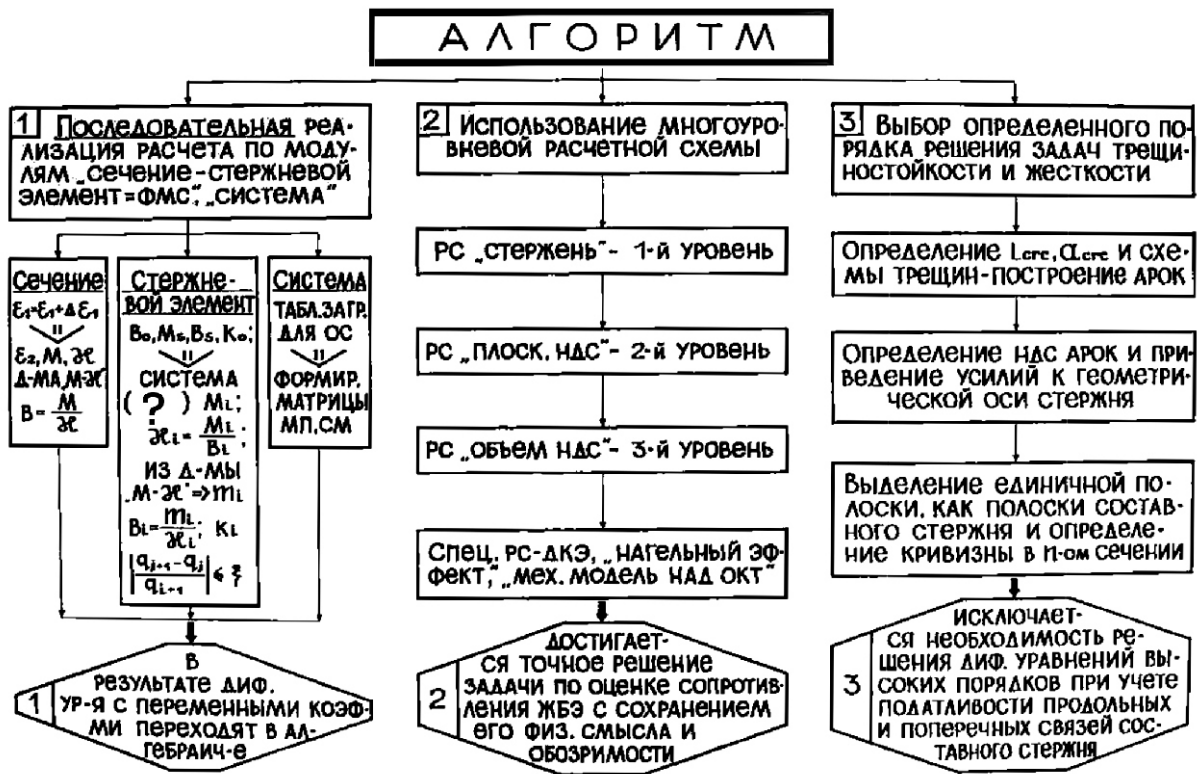 АЛГОРИТМ
1 ПОСЛЕДОВАТЕЛЬНАЯ РЕА-
ЛИЗАЦИЯ РАСЧЕТА ПО МОДУ-
ЛЯМ „СЕЧЕНИЕ-СТЕРЖНЕВОЙ
ЭЛЕМЕНТ=ФМС", „СИСТЕМА"
СЕЧЕНИЕ
ε₁=ε₁+Δε₁
ε₂, M, ϰ
Д-МА „М-ϰ
B = M/ϰ
СТЕРЖНЕ-
ВОЙ ЭЛЕМЕНТ
B₀, Ms, Bs, K₀;
СИСТЕМА
( ? ) Mi;
ϰi = Mi/Bi;
ИЗ Д-МЫ
„М-ϰ" ⇒ mi
Bi = mi/ϰi; Ki
СИСТЕМА
ТАБЛ. ЗАГР.
ДЛЯ ОС
ФОРМИР.
МАТРИЦЫ
МП, СМ
1 В
РЕЗУЛЬТАТЕ ДИФ.
УР-Я С ПЕРЕМЕННЫМИ КОЭФ-
МИ ПЕРЕХОДЯТ В АЛ-
ГЕБРАИЧ-Е
2 ИСПОЛЬЗОВАНИЕ МНОГОУРО-
ВНЕВОЙ РАСЧЕТНОЙ СХЕМЫ
РС „СТЕРЖЕНЬ"- 1-Й УРОВЕНЬ
РС „ПЛОСК. НДС"- 2-Й УРОВЕНЬ
РС „ОБЪЕМ НДС"- 3-Й УРОВЕНЬ
СПЕЦ. РС-ДКЭ, „НАГЕЛЬНЫЙ ЭФ-
ФЕКТ", „МЕХ. МОДЕЛЬ НАД ОКТ"
2 ДОСТИГАЕТ-
СЯ ТОЧНОЕ РЕШЕНИЕ
ЗАДАЧИ ПО ОЦЕНКЕ СОПРОТИВ-
ЛЕНИЯ ЖБЭ С СОХРАНЕНИЕМ
ЕГО ФИЗ. СМЫСЛА И
ОБОЗРИМОСТИ
3 ВЫБОР ОПРЕДЕЛЕННОГО ПО-
РЯДКА РЕШЕНИЯ ЗАДАЧ ТРЕЩИ-
НОСТОЙКОСТИ И ЖЕСТКОСТИ
ОПРЕДЕЛЕНИЕ Lcrc, acrc И СХЕ-
МЫ ТРЕЩИН-ПОСТРОЕНИЕ АРОК
ОПРЕДЕЛЕНИЕ НДС АРОК И ПРИ-
ВЕДЕНИЕ УСИЛИЙ К ГЕОМЕТРИ-
ЧЕСКОЙ ОСИ СТЕРЖНЯ
ВЫДЕЛЕНИЕ ЕДИНИЧНОЙ ПО-
ЛОСКИ, КАК ПОЛОСКИ СОСТАВ-
НОГО СТЕРЖНЯ И ОПРЕДЕЛЕ-
НИЕ КРИВИЗНЫ В n-ОМ СЕЧЕНИИ
3 ИСКЛЮЧАЕТ-
СЯ НЕОБХОДИМОСТЬ РЕ-
ШЕНИЯ ДИФ. УРАВНЕНИЙ ВЫ-
СОКИХ ПОРЯДКОВ ПРИ УЧЕТЕ
ПОДАТЛИВОСТИ ПРОДОЛЬНЫХ
И ПОПЕРЕЧНЫХ СВЯЗЕЙ СОС-
ТАВНОГО СТЕРЖНЯ